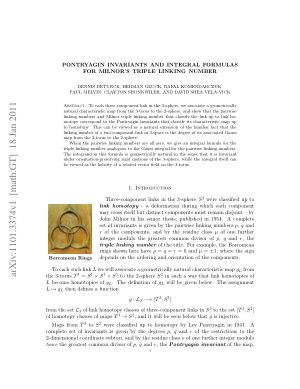 PONTRYAGIN INVARIANTS AND INTEGRAL FORMULAS
FOR MILNOR'S TRIPLE LINKING NUMBER
DENNIS DETURCK, HERMAN GLUCK, RAFAL KOMENDARCZYK,
PAUL MELVIN, CLAYTON SHONKWILER, AND DAVID SHEA VELA-VICK
Abstract. To each three-component link in the 3-sphere, we associate a geometrically
natural characteristic map from the 3-torus to the 2-sphere, and show that the pairwise
linking numbers and Milnor triple linking number that classify the link up to link ho-
motopy correspond to the Pontryagin invariants that classify its characteristic map up
to homotopy. This can be viewed as a natural extension of the familiar fact that the
linking number of a two-component link in 3-space is the degree of its associated Gauss
map from the 2-torus to the 2-sphere.
When the pairwise linking numbers are all zero, we give an integral formula for the
triple linking number analogous to the Gauss integral for the pairwise linking numbers.
The integrand in this formula is geometrically natural in the sense that it is invariant
under orientation-preserving rigid motions of the 3-sphere, while the integral itself can
be viewed as the helicity of a related vector field on the 3-torus.
1. Introduction
Three-component links in the 3-sphere S³ were classified up to
link homotopy – a deformation during which each component
may cross itself but distinct components must remain disjoint – by
John Milnor in his senior thesis, published in 1954. A complete
set of invariants is given by the pairwise linking numbers p, q and
r of the components, and by the residue class μ of one further
integer modulo the greatest common divisor of p, q and r, the
triple linking number of the title. For example, the Borromean
rings shown here have p = q = r = 0 and μ = ±1, where the sign
depends on the ordering and orientation of the components.
Borromean Rings
To each such link L we will associate a geometrically natural characteristic map g_L from
the 3-torus T³ = S¹ × S¹ × S¹ to the 2-sphere S² in such a way that link homotopies of
L become homotopies of g_L. The definition of g_L will be given below. The assignment
L ↦ g_L then defines a function
g : 𝓛₃ ⟶ [T³, S²]
from the set 𝓛₃ of link homotopy classes of three-component links in S³ to the set [T³, S²]
of homotopy classes of maps T³ → S², and it will be seen below that g is injective.
Maps from T³ to S² were classified up to homotopy by Lev Pontryagin in 1941. A
complete set of invariants is given by the degrees p, q and r of the restrictions to the
2-dimensional coordinate subtori, and by the residue class ν of one further integer modulo
twice the greatest common divisor of p, q and r, the Pontryagin invariant of the map.
1
arXiv:1101.3374v1 [math.GT] 18 Jan 2011